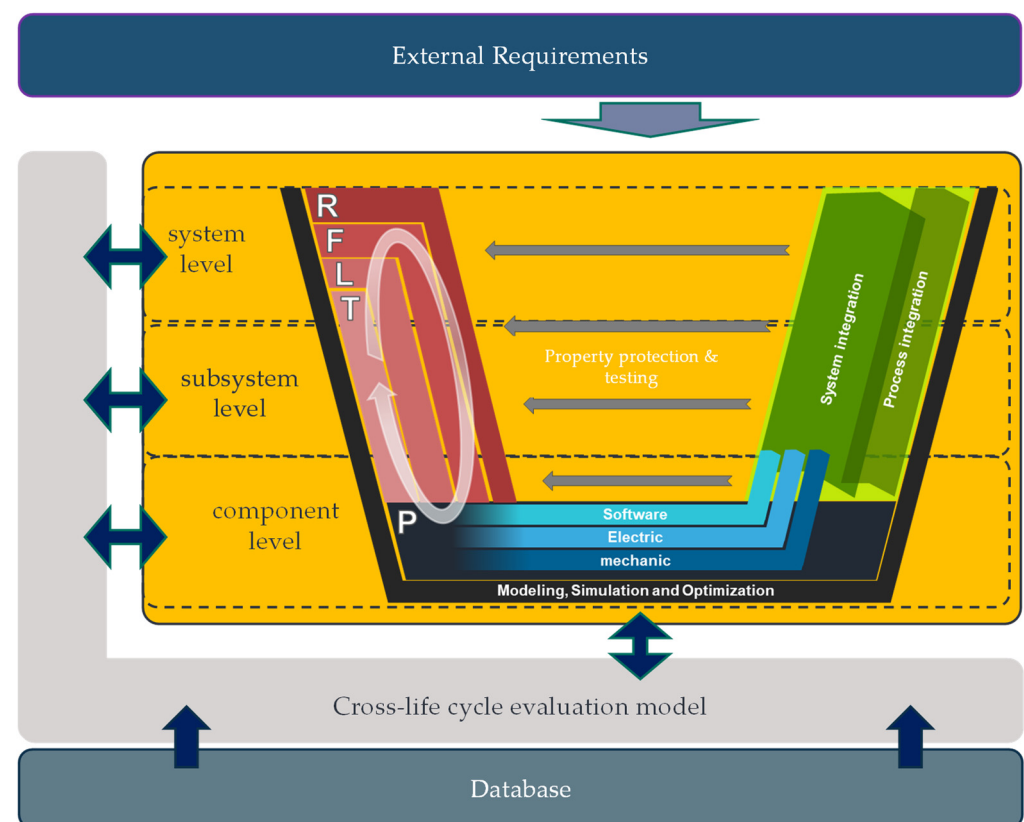 External Requirements
system
level
R
F
L
T
subsystem
level
Property protection &
testing
System integration
Process integration
component
level
P
Software
Electric
mechanic
Modeling, Simulation and Optimization
Cross-life cycle evaluation model
Database